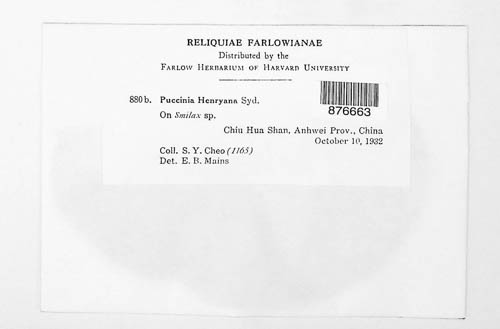 RELIQUIAE FARLOWIANAE
Distributed by the
FARLOW HERBARIUM OF HARVARD UNIVERSITY
880 b. Puccinia Henryana Syd.
On Smilax sp.
876663
Chiu Hua Shan, Anhwei Prov., China
October 10, 1932
Coll. S. Y. Cheo (1165)
Det. E. B. Mains